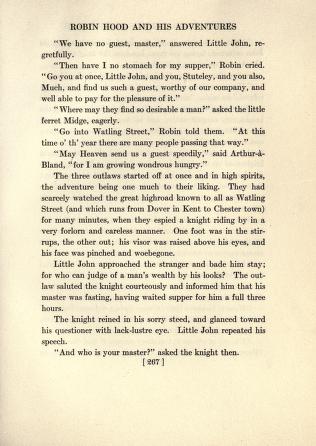 ROBIN HOOD AND HIS ADVENTURES
"We have no guest, master," answered Little John, re-
gretfully.
"Then have I no stomach for my supper," Robin cried.
"Go you at once, Little John, and you, Stuteley, and you also,
Much, and find us such a guest, worthy of our company, and
well able to pay for the pleasure of it."
"Where may they find so desirable a man?" asked the little
ferret Midge, eagerly.
"Go into Watling Street," Robin told them. "At this
time o' th' year there are many people passing that way."
"May Heaven send us a guest speedily," said Arthur-à-
Bland, "for I am growing wondrous hungry."
The three outlaws started off at once and in high spirits,
the adventure being one much to their liking. They had
scarcely watched the great highroad known to all as Watling
Street (and which runs from Dover in Kent to Chester town)
for many minutes, when they espied a knight riding by in a
very forlorn and careless manner. One foot was in the stir-
rups, the other out; his visor was raised above his eyes, and
his face was pinched and woebegone.
Little John approached the stranger and bade him stay;
for who can judge of a man's wealth by his looks? The out-
law saluted the knight courteously and informed him that his
master was fasting, having waited supper for him a full three
hours.
The knight reined in his sorry steed, and glanced toward
his questioner with lack-lustre eye. Little John repeated his
speech.
"And who is your master?" asked the knight then.
[ 267 ]